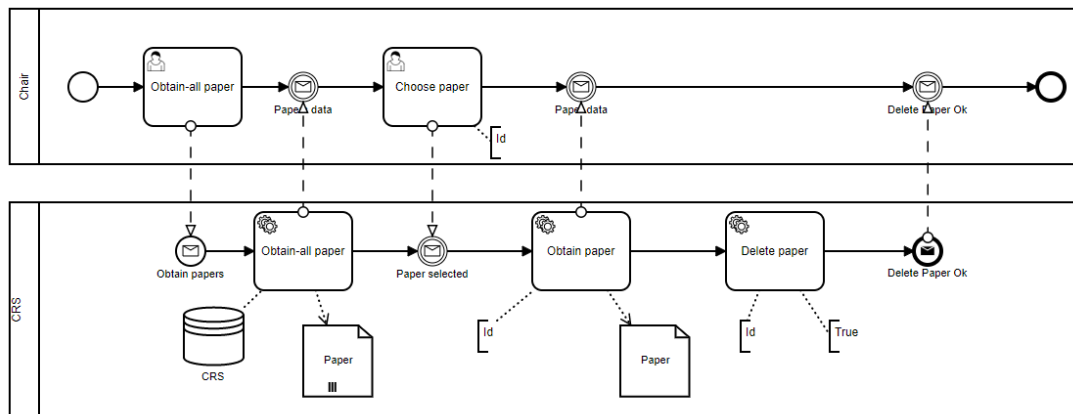 Chair
Obtain-all paper
Paper data
Choose paper
Id
Paper data
Delete Paper Ok
CRS
Obtain papers
Obtain-all paper
Paper selected
Obtain paper
Delete paper
Delete Paper Ok
CRS
Paper
Id
Paper
Id
True